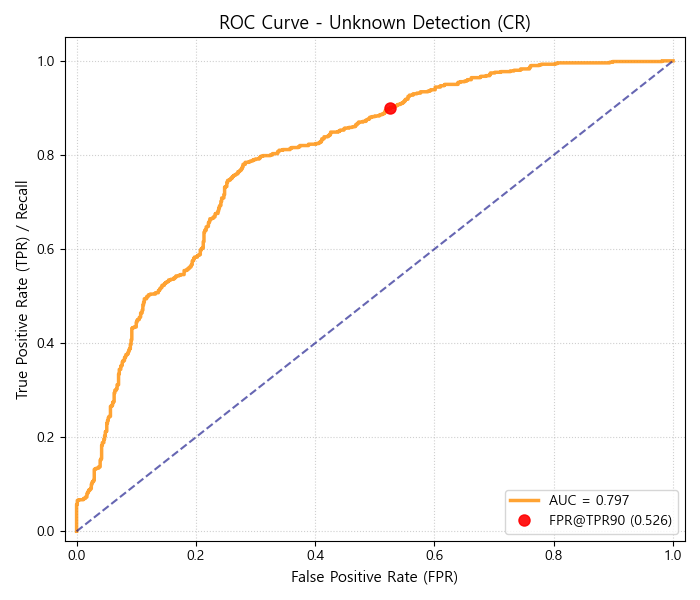 ROC Curve - Unknown Detection (CR)
True Positive Rate (TPR) / Recall
1.0
0.8
0.6
0.4
0.2
0.0
0.0 0.2 0.4 0.6 0.8 1.0
False Positive Rate (FPR)
AUC = 0.797
FPR@TPR90 (0.526)